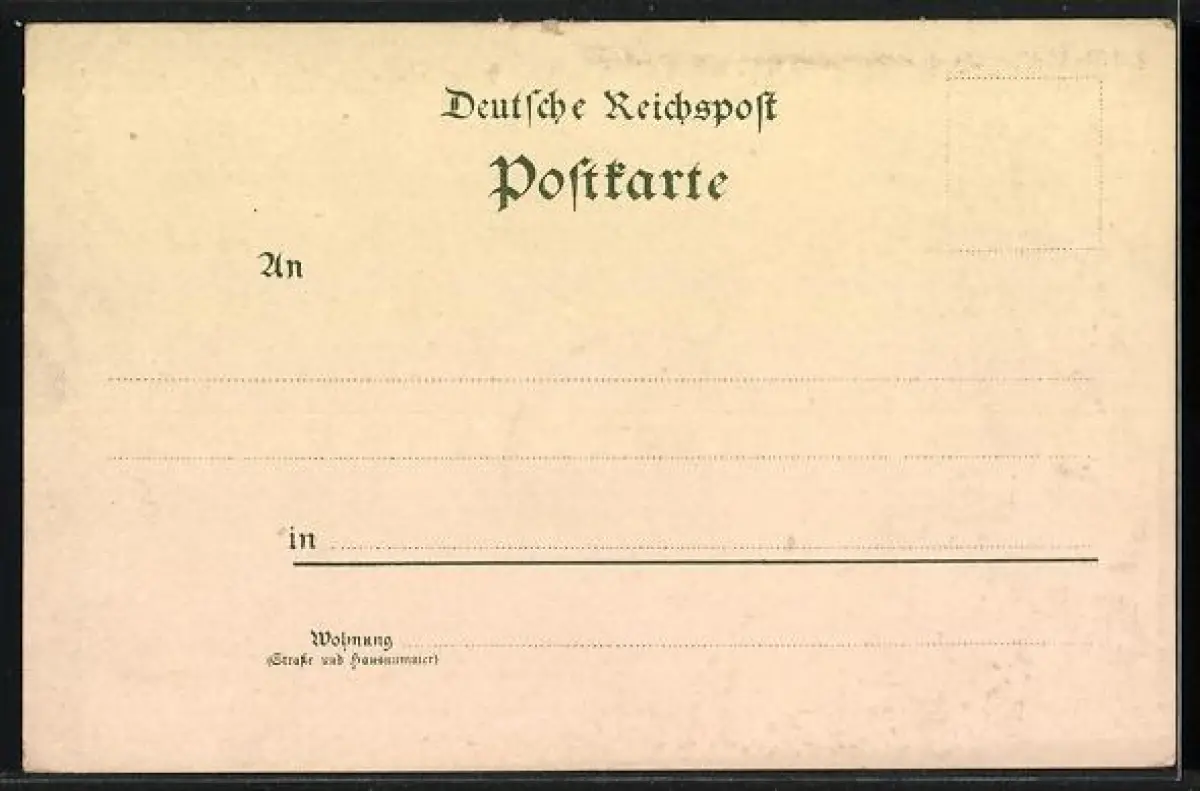 Deutſche Reichspoſt
Poſtkarte
An
in
Wohnung
(Straße und Hausnummer)